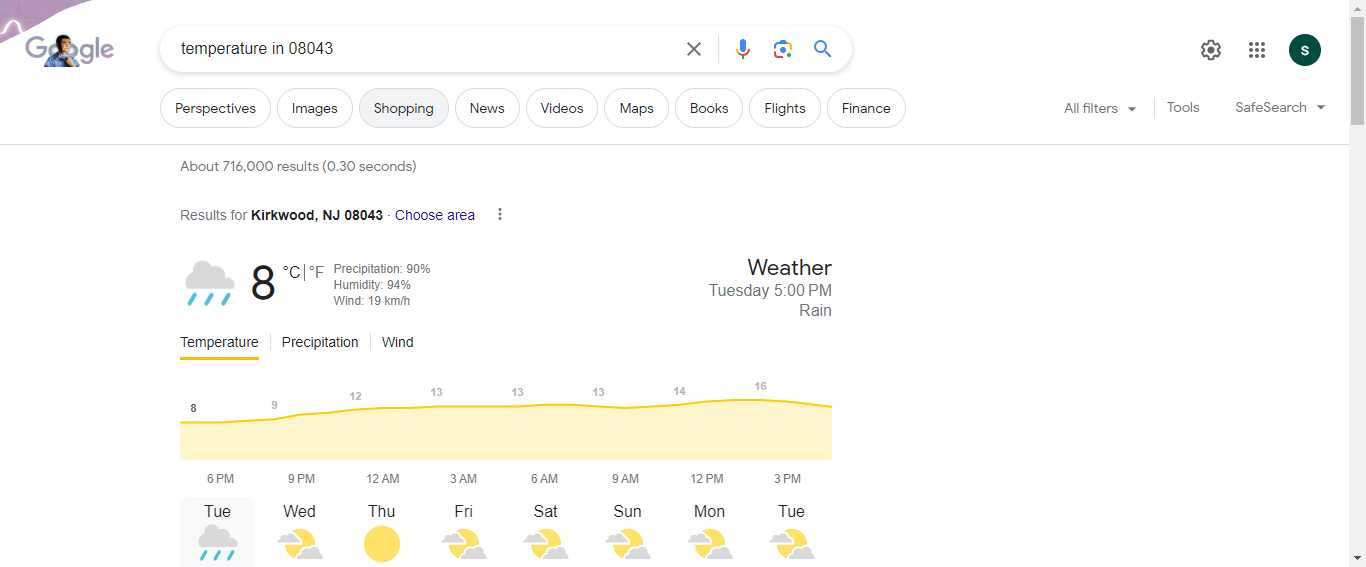 Google
temperature in 08043
S
Perspectives Images Shopping News Videos Maps Books Flights Finance
All filters Tools SafeSearch
About 716,000 results (0.30 seconds)
Results for Kirkwood, NJ 08043 · Choose area
8 °C | °F
Precipitation: 90%
Humidity: 94%
Wind: 19 km/h
Weather
Tuesday 5:00 PM
Rain
Temperature Precipitation Wind
8 9 12 13 13 13 14 16
6 PM 9 PM 12 AM 3 AM 6 AM 9 AM 12 PM 3 PM
Tue Wed Thu Fri Sat Sun Mon Tue